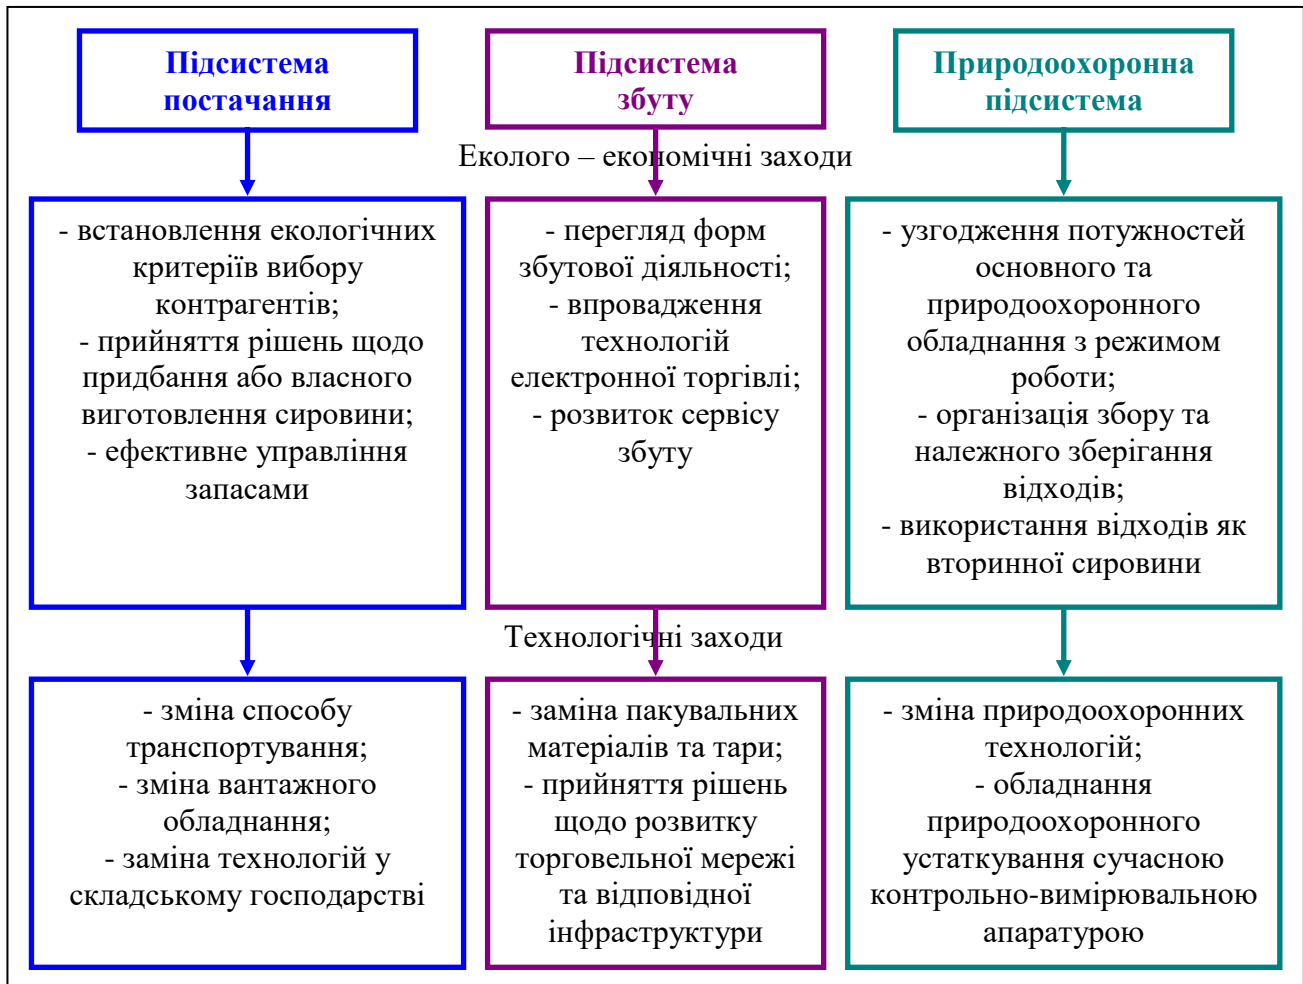 Підсистема
постачання
Підсистема
збуту
Природоохоронна
підсистема
Еколого – економічні заходи
- встановлення екологічних
критеріїв вибору
контрагентів;
- прийняття рішень щодо
придбання або власного
виготовлення сировини;
- ефективне управління
запасами
- перегляд форм
збутової діяльності;
- впровадження
технологій
електронної торгівлі;
- розвиток сервісу
збуту
- узгодження потужностей
основного та
природоохоронного
обладнання з режимом
роботи;
- організація збору та
належного зберігання
відходів;
- використання відходів як
вторинної сировини
Технологічні заходи
- зміна способу
транспортування;
- зміна вантажного
обладнання;
- заміна технологій у
складському господарстві
- заміна пакувальних
матеріалів та тари;
- прийняття рішень
щодо розвитку
торговельної мережі
та відповідної
інфраструктури
- зміна природоохоронних
технологій;
- обладнання
природоохоронного
устаткування сучасною
контрольно-вимірювальною
апаратурою